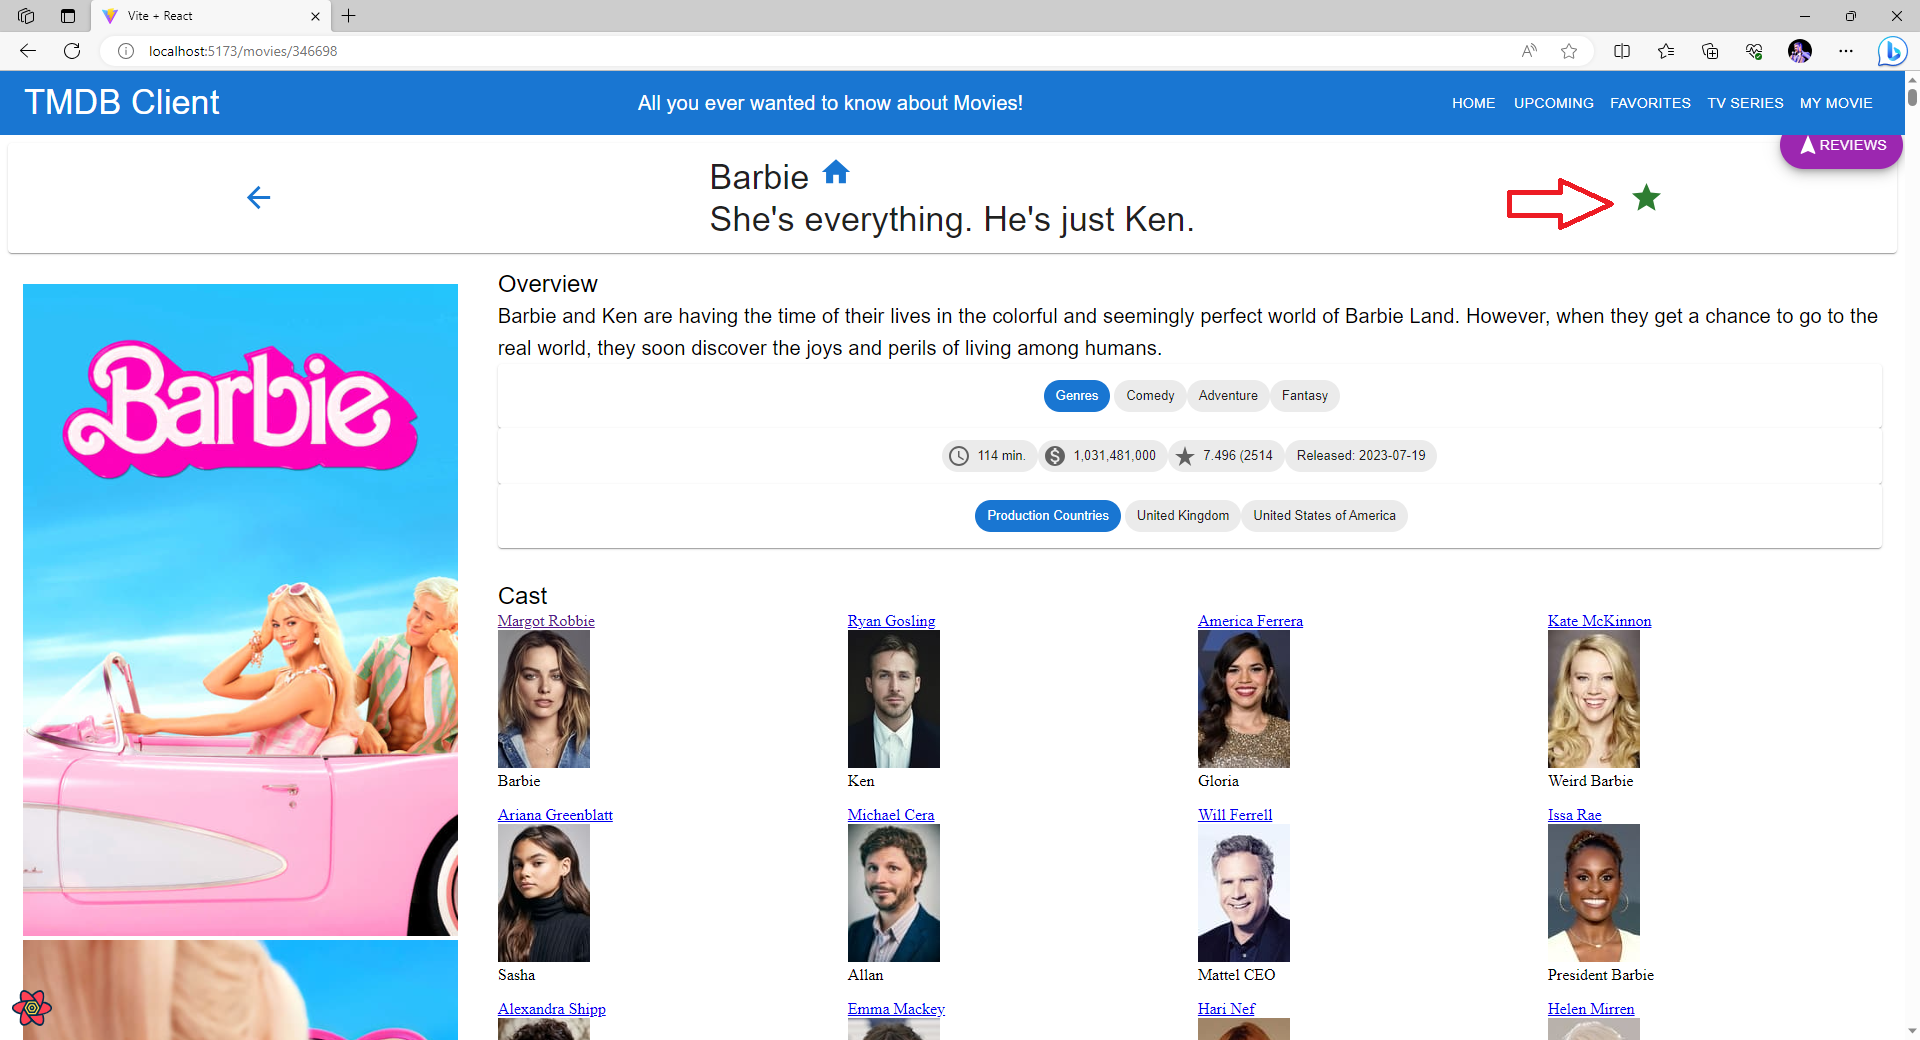 Vite + React
localhost:5173/movies/346698
TMDB Client
All you ever wanted to know about Movies!
HOME UPCOMING FAVORITES TV SERIES MY MOVIE
REVIEWS
Barbie
She's everything. He's just Ken.
Barbie
Overview
Barbie and Ken are having the time of their lives in the colorful and seemingly perfect world of Barbie Land. However, when they get a chance to go to the
real world, they soon discover the joys and perils of living among humans.
Genres Comedy Adventure Fantasy
114 min. 1,031,481,000 7.496 (2514 Released: 2023-07-19
Production Countries United Kingdom United States of America
Cast
Margot Robbie Ryan Gosling America Ferrera Kate McKinnon
Barbie Ken Gloria Weird Barbie
Ariana Greenblatt Michael Cera Will Ferrell Issa Rae
Sasha Allan Mattel CEO President Barbie
Alexandra Shipp Emma Mackey Hari Nef Helen Mirren